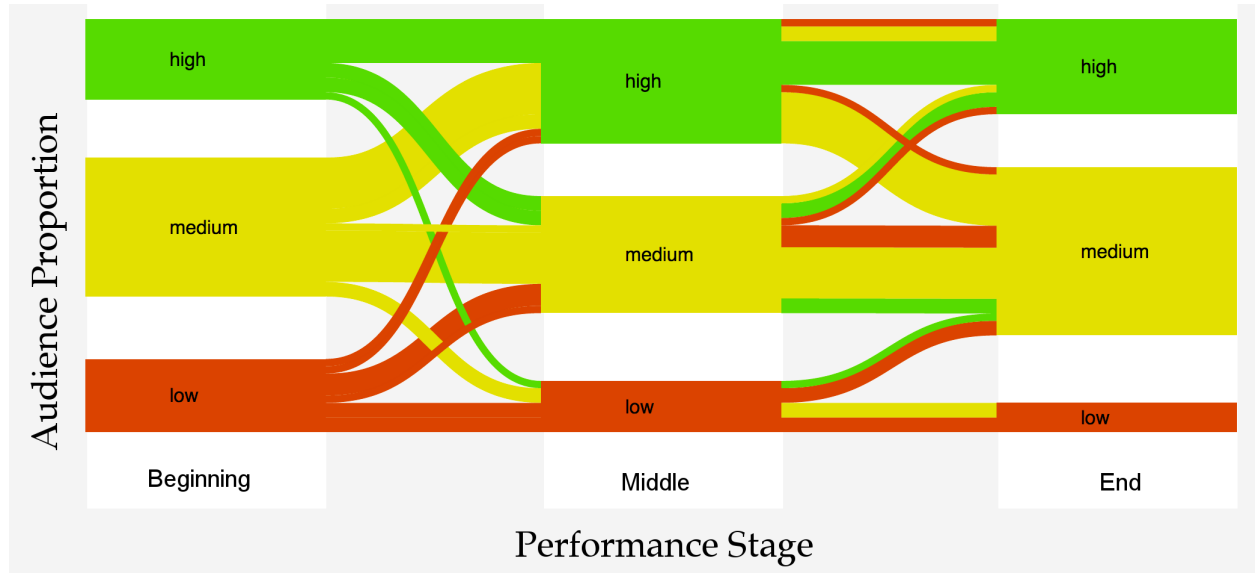 Audience Proportion
high
medium
low
high
medium
low
high
medium
low
Beginning
Middle
End
Performance Stage